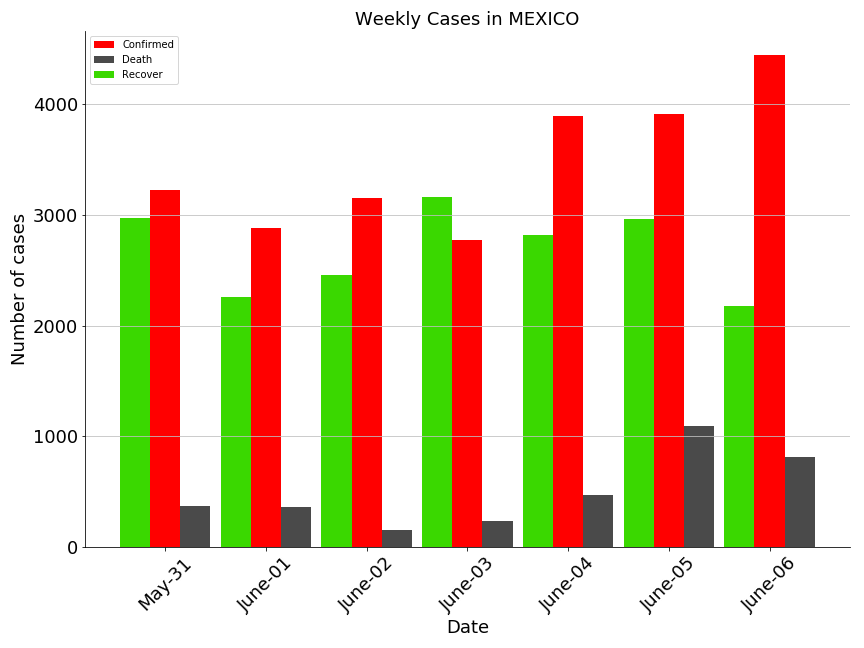 Weekly Cases in MEXICO
Confirmed
Death
Recover
Number of cases
4000
3000
2000
1000
0
May-31
June-01
June-02
June-03
June-04
June-05
June-06
Date